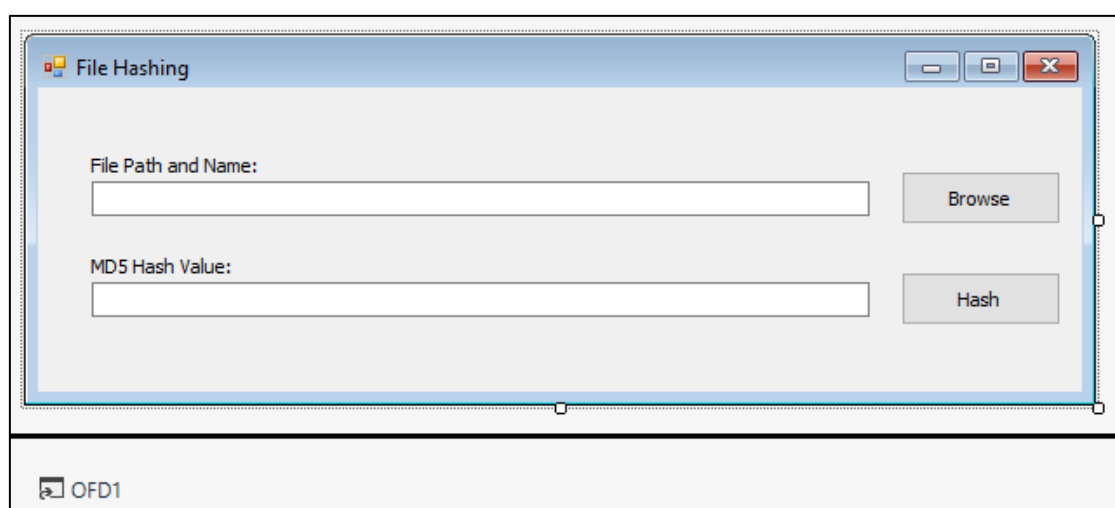 File Hashing
File Path and Name:
Browse
MD5 Hash Value:
Hash
OFD1